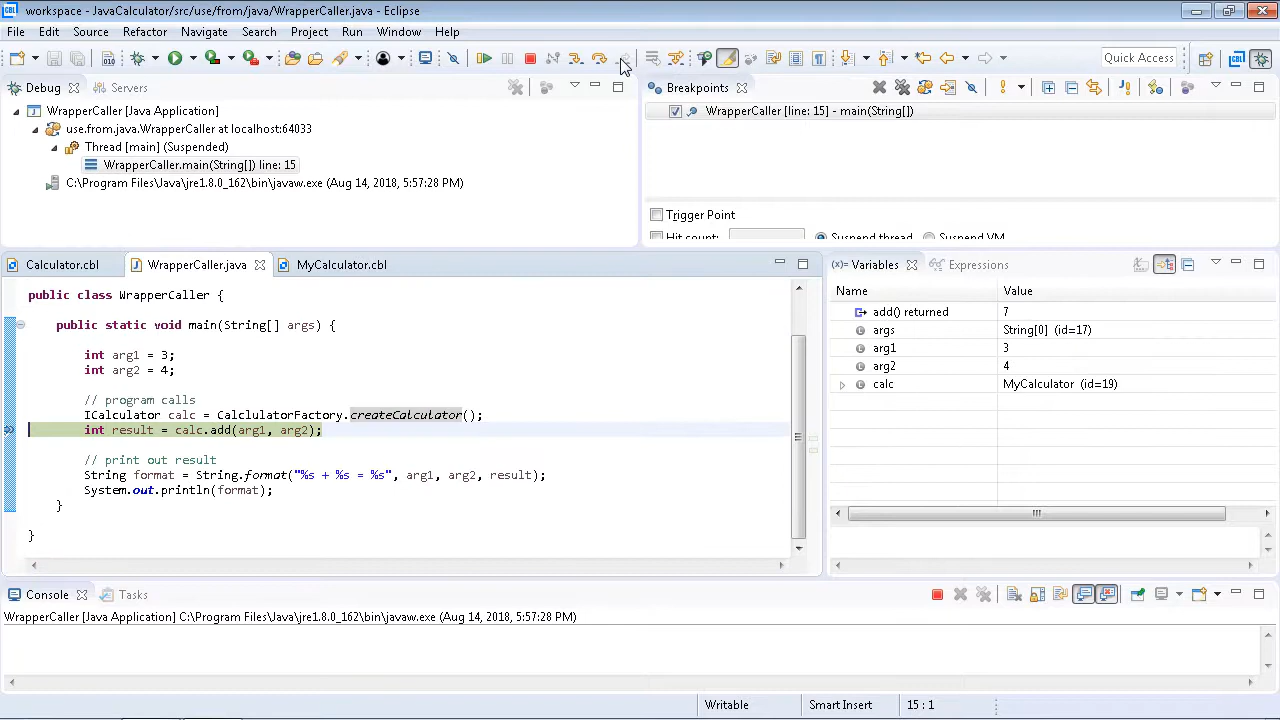 workspace - JavaCalculator/src/use/from/java/WrapperCaller.java - Eclipse
File Edit Source Refactor Navigate Search Project Run Window Help
Quick Access
Debug Servers
WrapperCaller [Java Application]
use.from.java.WrapperCaller at localhost:64033
Thread [main] (Suspended)
WrapperCaller.main(String[]) line: 15
C:\Program Files\Java\jre1.8.0_162\bin\javaw.exe (Aug 14, 2018, 5:57:28 PM)
Breakpoints
WrapperCaller [line: 15] - main(String[])
Trigger Point
Hit count: Suspend thread Suspend VM
Calculator.cbl WrapperCaller.java MyCalculator.cbl
public class WrapperCaller {
public static void main(String[] args) {
int arg1 = 3;
int arg2 = 4;
// program calls
ICalculator calc = CalclulatorFactory.createCalculator();
int result = calc.add(arg1, arg2);
// print out result
String format = String.format("%s + %s = %s", arg1, arg2, result);
System.out.println(format);
}
}
(x)= Variables Expressions
Name Value
add() returned 7
args String[0] (id=17)
arg1 3
arg2 4
calc MyCalculator (id=19)
Console Tasks
WrapperCaller [Java Application] C:\Program Files\Java\jre1.8.0_162\bin\javaw.exe (Aug 14, 2018, 5:57:28 PM)
Writable Smart Insert 15 : 1